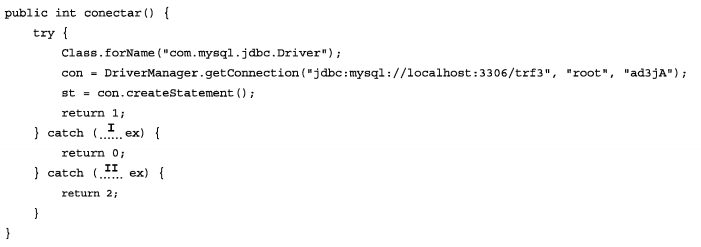 public int conectar() {
try {
Class.forName("com.mysql.jdbc.Driver");
con = DriverManager.getConnection("jdbc:mysql://localhost:3306/trf3", "root", "ad3jA");
st = con.createStatement();
return 1;
} catch (..I.. ex) {
return 0;
} catch (..II.. ex) {
return 2;
}
}